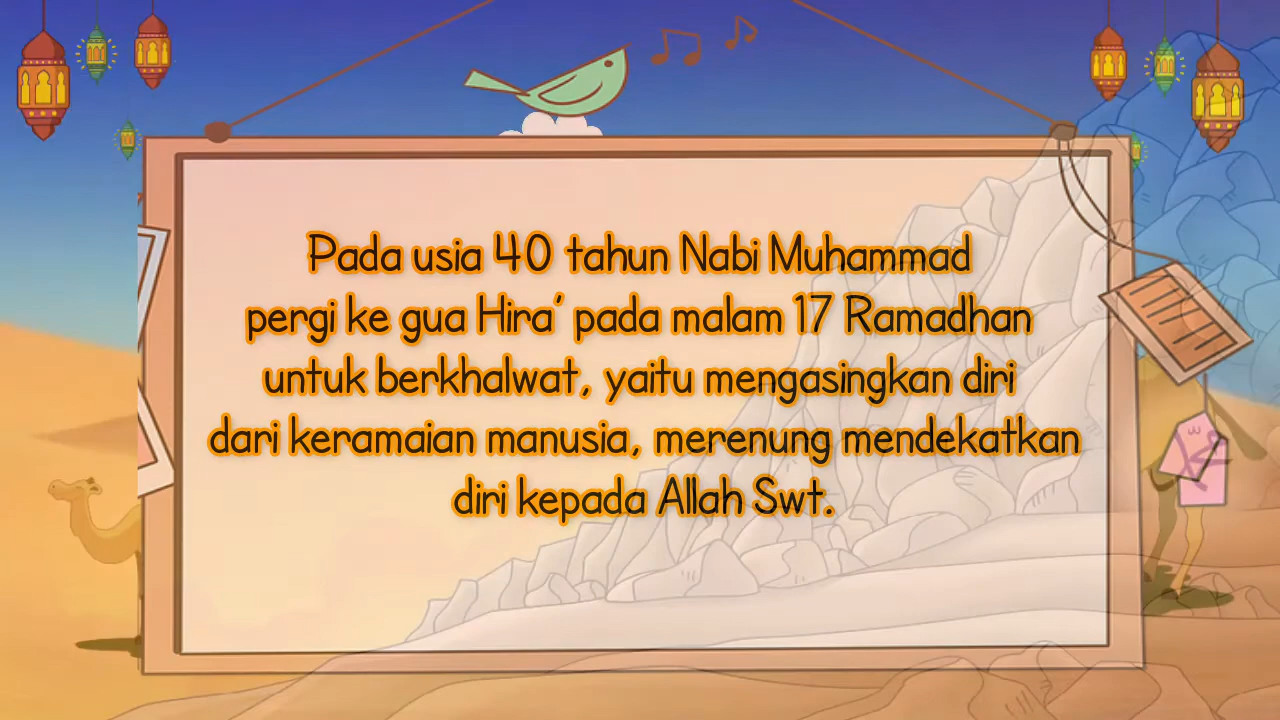 Pada usia 40 tahun Nabi Muhammad
pergi ke gua Hira' pada malam 17 Ramadhan
untuk berkhalwat, yaitu mengasingkan diri
dari keramaian manusia, merenung mendekatkan
diri kepada Allah Swt.